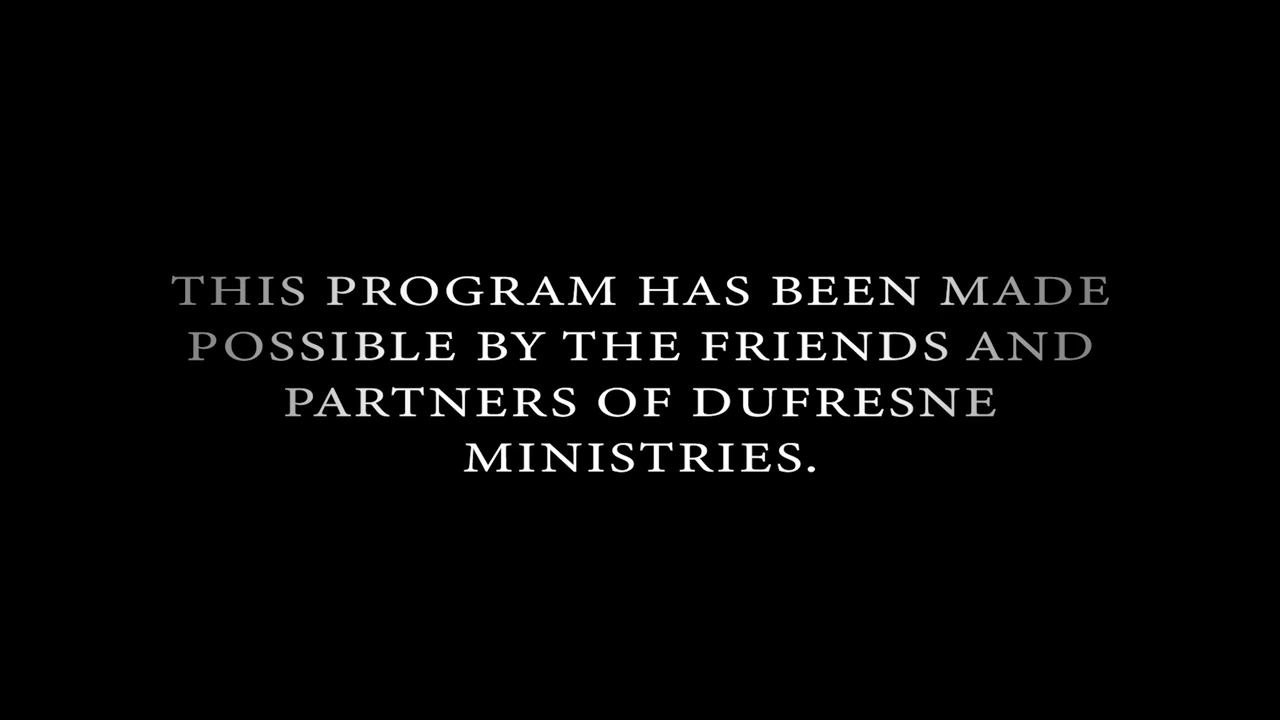 THIS PROGRAM HAS BEEN MADE
POSSIBLE BY THE FRIENDS AND
PARTNERS OF DUFRESNE
MINISTRIES.